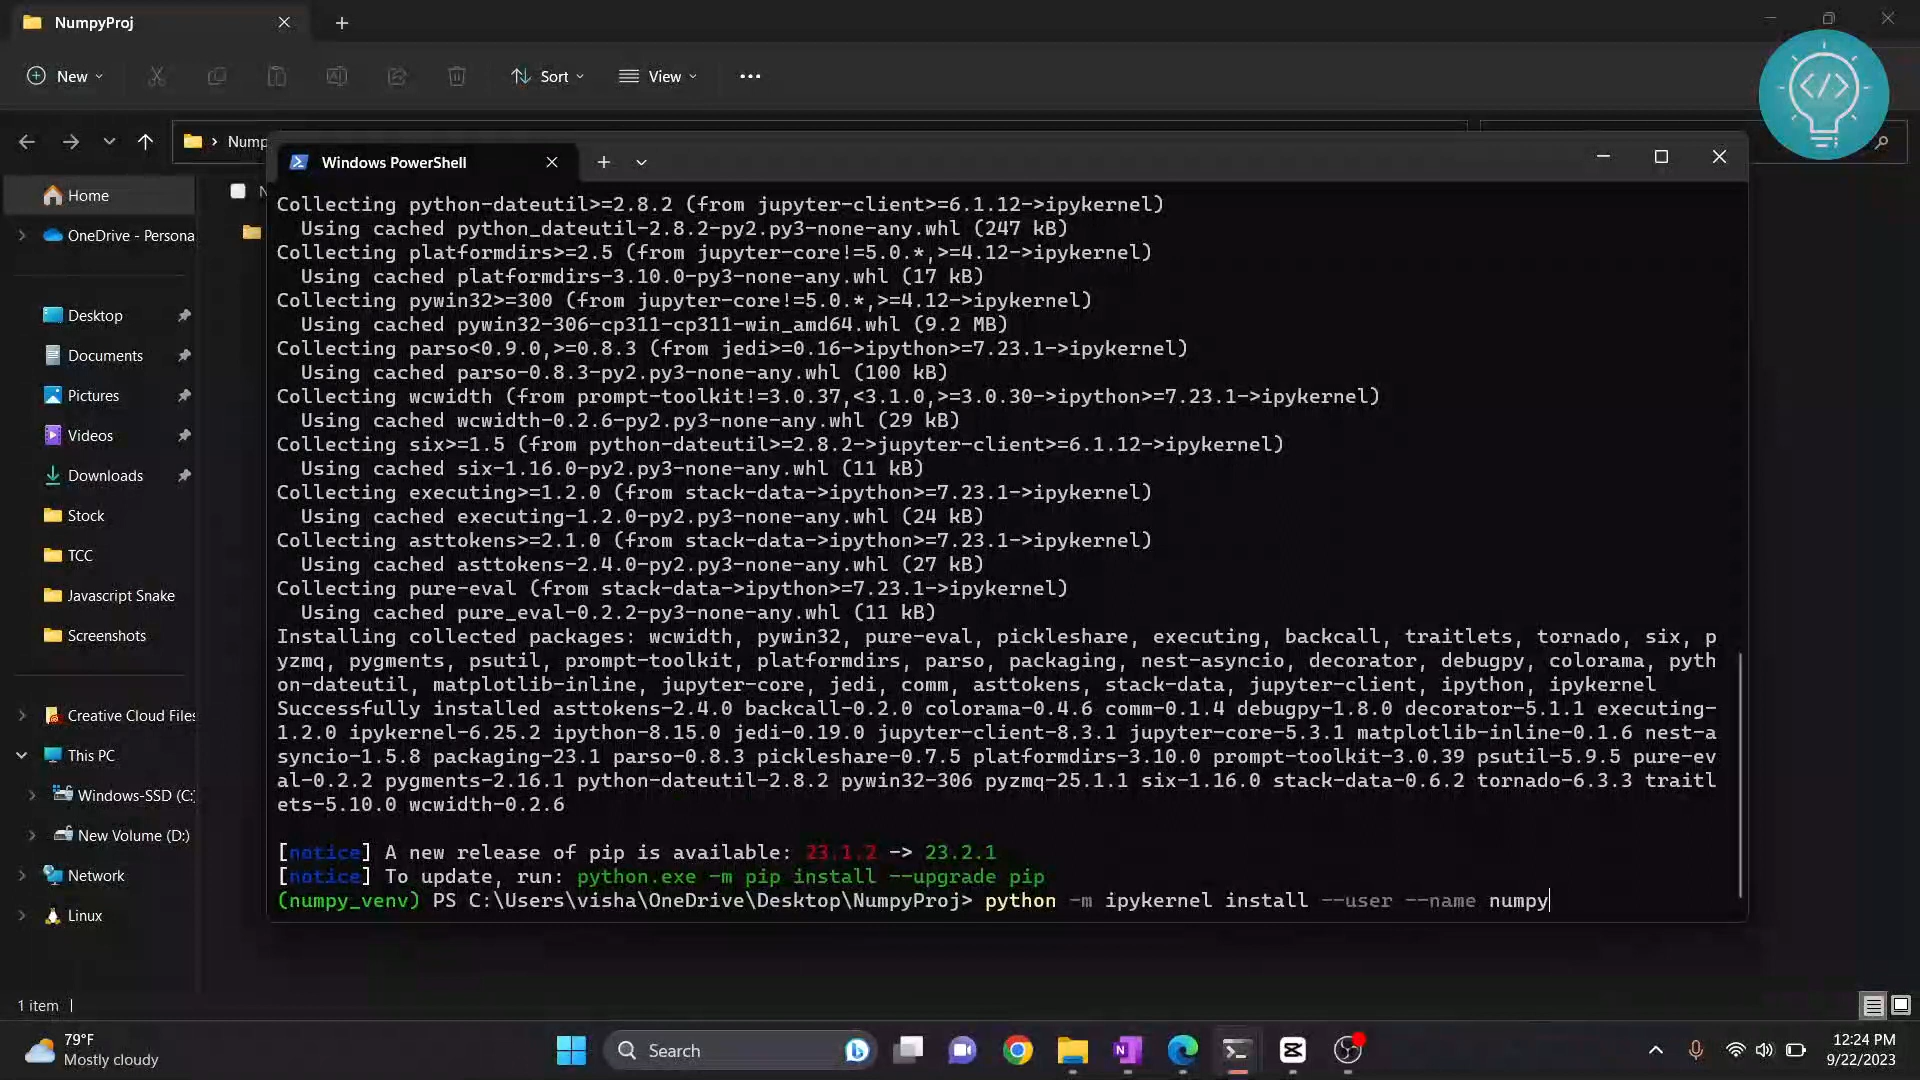 NumpyProj
New
Sort
View
Nump
Windows PowerShell
Home
OneDrive - Persona
Desktop
Documents
Pictures
Videos
Downloads
Stock
TCC
Javascript Snake
Screenshots
Creative Cloud Files
This PC
Windows-SSD (C:
New Volume (D:)
Network
Linux
N
Collecting python-dateutil>=2.8.2 (from jupyter-client>=6.1.12->ipykernel)
Using cached python_dateutil-2.8.2-py2.py3-none-any.whl (247 kB)
Collecting platformdirs>=2.5 (from jupyter-core!=5.0.*,>=4.12->ipykernel)
Using cached platformdirs-3.10.0-py3-none-any.whl (17 kB)
Collecting pywin32>=300 (from jupyter-core!=5.0.*,>=4.12->ipykernel)
Using cached pywin32-306-cp311-cp311-win_amd64.whl (9.2 MB)
Collecting parso<0.9.0,>=0.8.3 (from jedi>=0.16->ipython>=7.23.1->ipykernel)
Using cached parso-0.8.3-py2.py3-none-any.whl (100 kB)
Collecting wcwidth (from prompt-toolkit!=3.0.37,<3.1.0,>=3.0.30->ipython>=7.23.1->ipykernel)
Using cached wcwidth-0.2.6-py2.py3-none-any.whl (29 kB)
Collecting six>=1.5 (from python-dateutil>=2.8.2->jupyter-client>=6.1.12->ipykernel)
Using cached six-1.16.0-py2.py3-none-any.whl (11 kB)
Collecting executing>=1.2.0 (from stack-data->ipython>=7.23.1->ipykernel)
Using cached executing-1.2.0-py2.py3-none-any.whl (24 kB)
Collecting asttokens>=2.1.0 (from stack-data->ipython>=7.23.1->ipykernel)
Using cached asttokens-2.4.0-py2.py3-none-any.whl (27 kB)
Collecting pure-eval (from stack-data->ipython>=7.23.1->ipykernel)
Using cached pure_eval-0.2.2-py3-none-any.whl (11 kB)
Installing collected packages: wcwidth, pywin32, pure-eval, pickleshare, executing, backcall, traitlets, tornado, six, p
yzmq, pygments, psutil, prompt-toolkit, platformdirs, parso, packaging, nest-asyncio, decorator, debugpy, colorama, pyth
on-dateutil, matplotlib-inline, jupyter-core, jedi, comm, asttokens, stack-data, jupyter-client, ipython, ipykernel
Successfully installed asttokens-2.4.0 backcall-0.2.0 colorama-0.4.6 comm-0.1.4 debugpy-1.8.0 decorator-5.1.1 executing-
1.2.0 ipykernel-6.25.2 ipython-8.15.0 jedi-0.19.0 jupyter-client-8.3.1 jupyter-core-5.3.1 matplotlib-inline-0.1.6 nest-a
syncio-1.5.8 packaging-23.1 parso-0.8.3 pickleshare-0.7.5 platformdirs-3.10.0 prompt-toolkit-3.0.39 psutil-5.9.5 pure-ev
al-0.2.2 pygments-2.16.1 python-dateutil-2.8.2 pywin32-306 pyzmq-25.1.1 six-1.16.0 stack-data-0.6.2 tornado-6.3.3 traitl
ets-5.10.0 wcwidth-0.2.6
[notice] A new release of pip is available: 23.1.2 -> 23.2.1
[notice] To update, run: python.exe -m pip install --upgrade pip
(numpy_venv) PS C:\Users\visha\OneDrive\Desktop\NumpyProj> python -m ipykernel install --user --name numpy
1 item
79°F
Mostly cloudy
Search
12:24 PM
9/22/2023